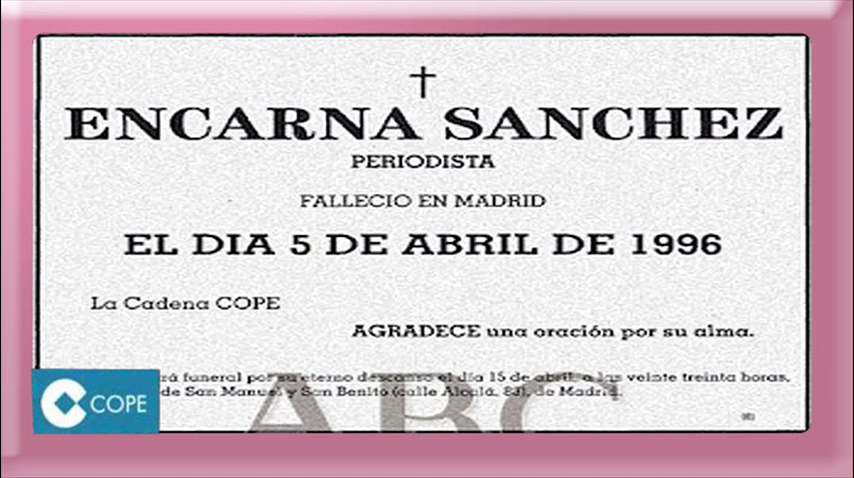 ENCARNA SANCHEZ
PERIODISTA
FALLECIO EN MADRID
EL DIA 5 DE ABRIL DE 1996
La Cadena COPE
AGRADECE una oración por su alma.
rá funeral por su eterno descanso el día 15 de abril, a las veinte treinta horas,
de San Manuel y San Benito (calle Alcalá, 83), de Madrid.
COPE
ABC